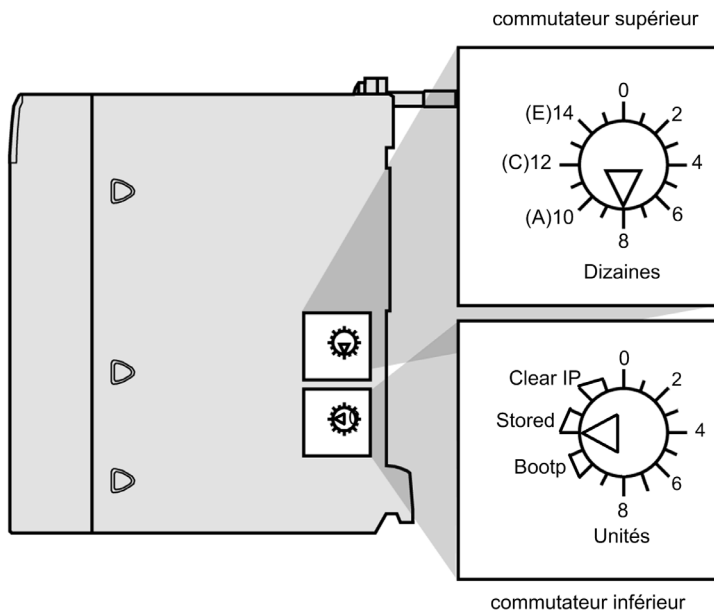 commutateur supérieur
0
(E)14
2
(C)12
4
(A)10
6
8
Dizaines
0
Clear IP
2
Stored
4
Bootp
6
8
Unités
commutateur inférieur